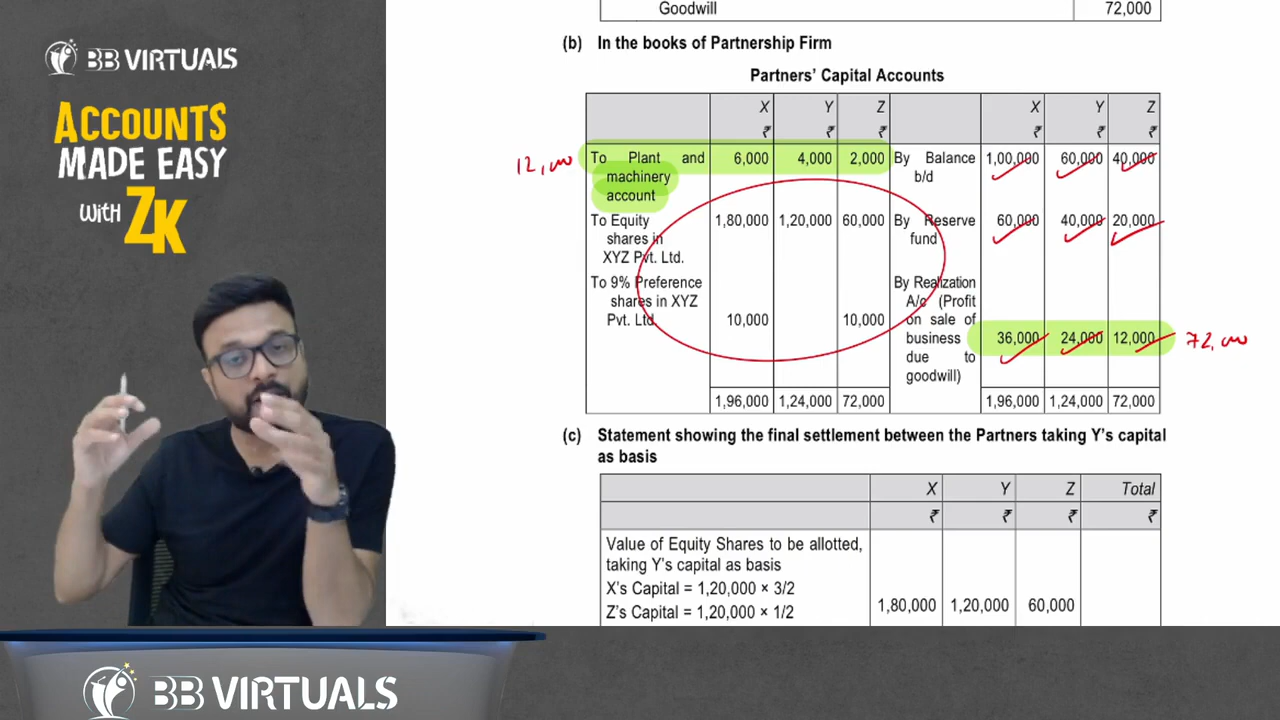 BB VIRTUALS
ACCOUNTS
MADE EASY
WITH ZK
Goodwill 72,000
(b) In the books of Partnership Firm
Partners' Capital Accounts
X Y Z X Y Z
₹ ₹ ₹ ₹ ₹ ₹
12,000 To Plant and 6,000 4,000 2,000 By Balance 1,00,000 60,000 40,000
machinery b/d
account
To Equity 1,80,000 1,20,000 60,000 By Reserve 60,000 40,000 20,000
shares in fund
XYZ Pvt. Ltd.
To 9% Preference By Realization
shares in XYZ A/c (Profit
Pvt. Ltd. 10,000 10,000 on sale of
business 36,000 24,000 12,000 72,000
due to
goodwill)
1,96,000 1,24,000 72,000 1,96,000 1,24,000 72,000
(c) Statement showing the final settlement between the Partners taking Y's capital
as basis
X Y Z Total
₹ ₹ ₹ ₹
Value of Equity Shares to be allotted,
taking Y's capital as basis
X's Capital = 1,20,000 × 3/2
Z's Capital = 1,20,000 × 1/2 1,80,000 1,20,000 60,000
BB VIRTUALS